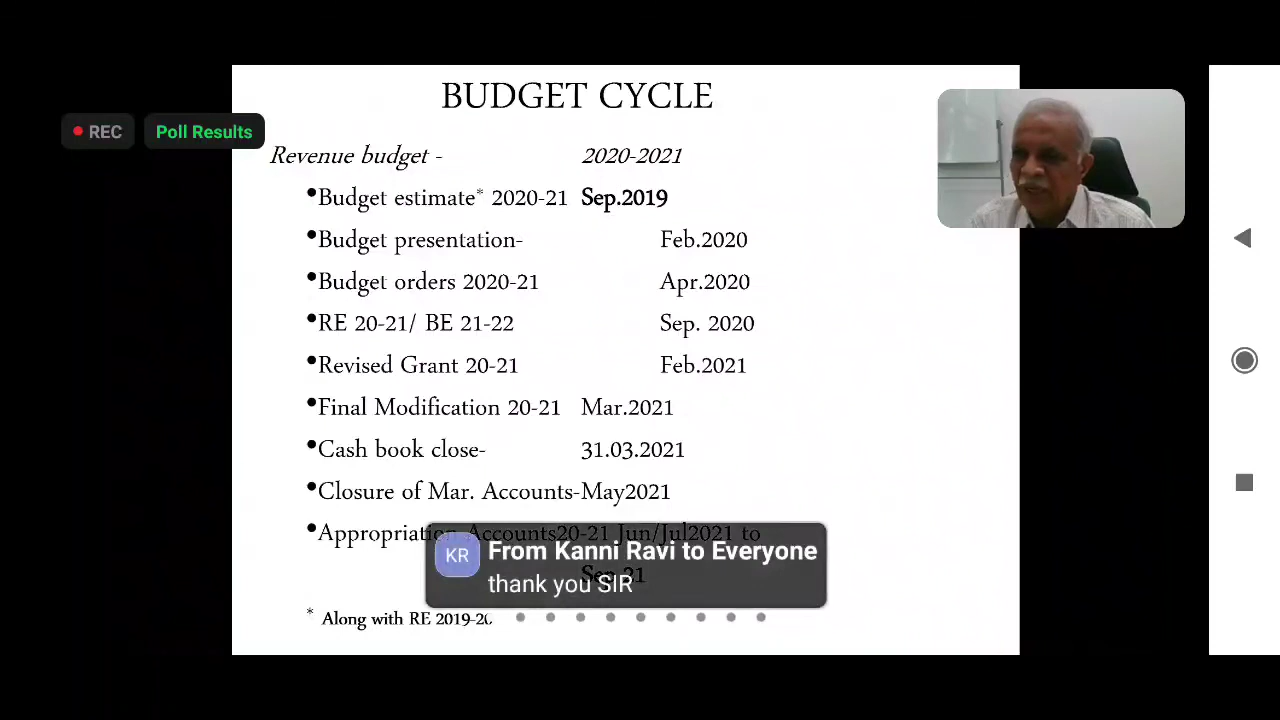 BUDGET CYCLE
REC
Poll Results
Revenue budget - 2020-2021
•Budget estimate* 2020-21 Sep.2019
•Budget presentation- Feb.2020
•Budget orders 2020-21 Apr.2020
•RE 20-21/ BE 21-22 Sep. 2020
•Revised Grant 20-21 Feb.2021
•Final Modification 20-21 Mar.2021
•Cash book close- 31.03.2021
•Closure of Mar. Accounts-May2021
•Appropriation Accounts20-21 Jun/Jul2021 to
Sep.21
KR
From Kanni Ravi to Everyone
thank you SIR
* Along with RE 2019-20